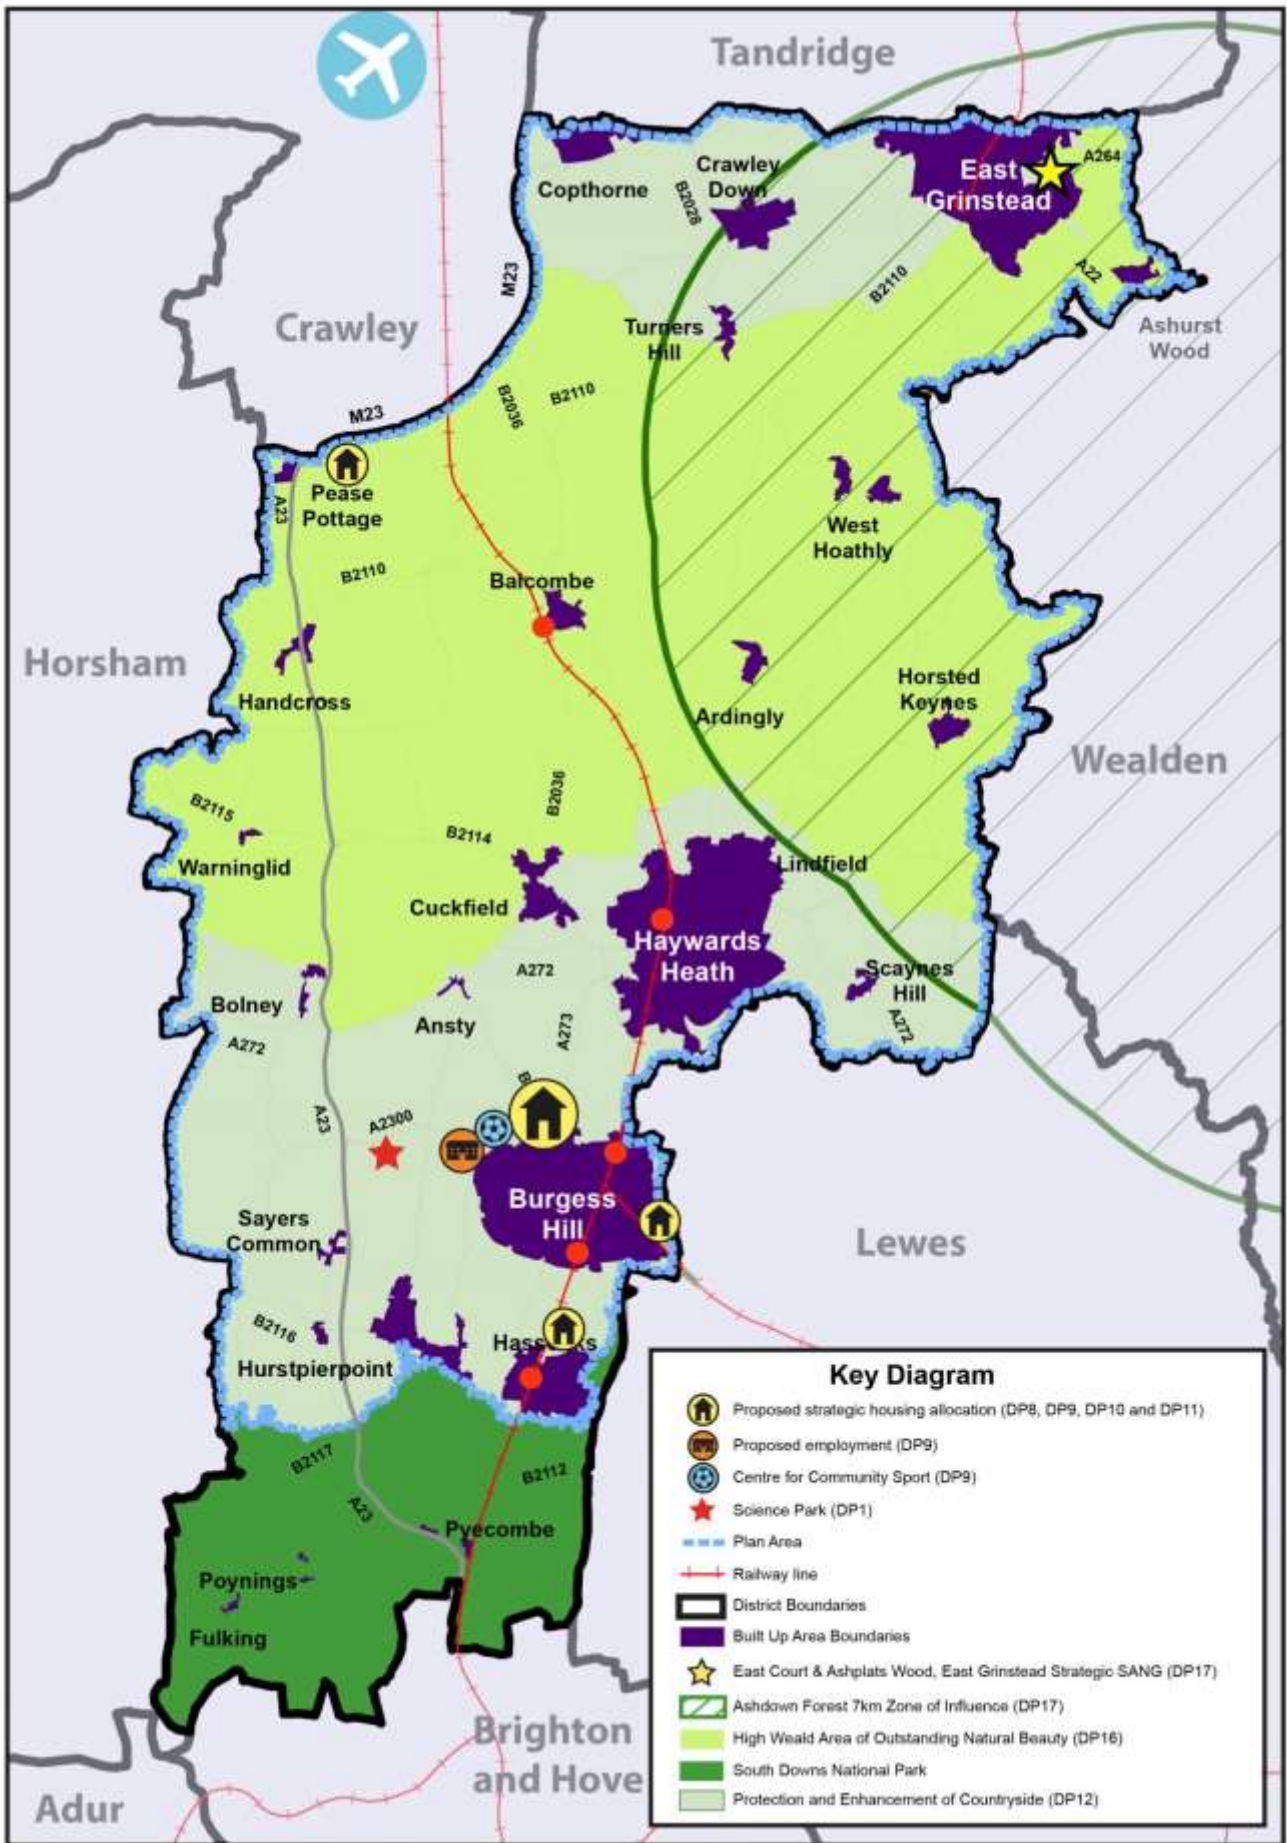 Tandridge
A264
Crawley
Down
East
Grinstead
Copthorne
B2028
M23
A22
B2110
Crawley
Turners
Hill
Ashurst
Wood
B2036
B2110
M23
Pease
Pottage
A23
West
Hoathly
B2110
Balcombe
Horsham
Handcross
Horsted
Keynes
Ardingly
Wealden
B2036
B2115
B2114
Warninglid
Lindfield
Cuckfield
Haywards
Heath
A272
Scaynes
Hill
Bolney
Ansty
A273
A272
A272
B
A23
A2300
Burgess
Hill
Sayers
Common
Lewes
B2116
Hurstpierpoint
B2117
B2112
A23
Pyecombe
Poynings
Fulking
Brighton
and Hove
Adur
Key Diagram
Proposed strategic housing allocation (DP8, DP9, DP10 and DP11)
Proposed employment (DP9)
Centre for Community Sport (DP9)
Science Park (DP1)
Plan Area
Railway line
District Boundaries
Built Up Area Boundaries
East Court & Ashplats Wood, East Grinstead Strategic SANG (DP17)
Ashdown Forest 7km Zone of Influence (DP17)
High Weald Area of Outstanding Natural Beauty (DP16)
South Downs National Park
Protection and Enhancement of Countryside (DP12)